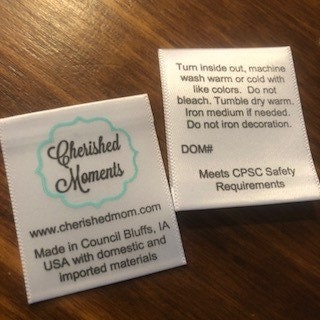 Cherished
Moments
www.cherishedmom.com
Made in Council Bluffs, IA
USA with domestic and
imported materials
Turn inside out, machine
wash warm or cold with
like colors. Do not
bleach. Tumble dry warm.
Iron medium if needed.
Do not iron decoration.
DOM#
Meets CPSC Safety
Requirements